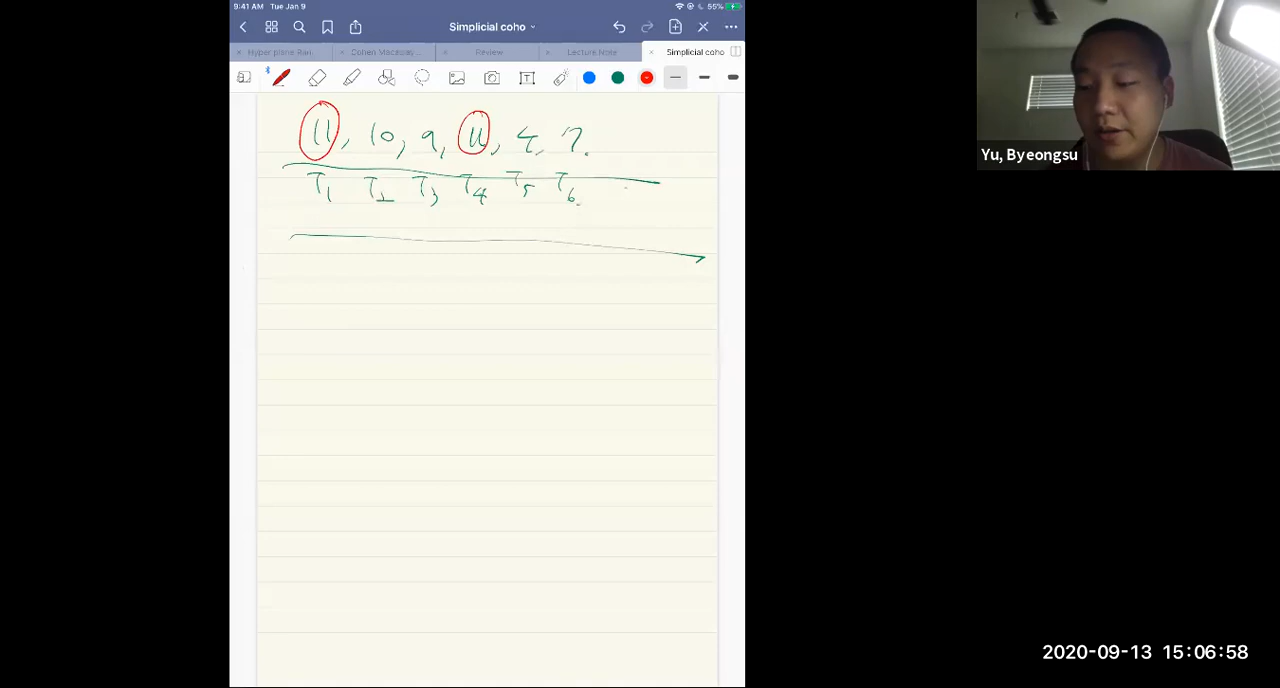 9:41 AM Tue Jan 9
55%
Simplicial coho
Hyper plane Ran... Cohen Macaulay ... Review Lecture Note Simplicial coho
11, 10, 9, 11, 4, 7.
T1 T2 T3 T4 T5 T6.
Yu, Byeongsu
2020-09-13 15:06:58